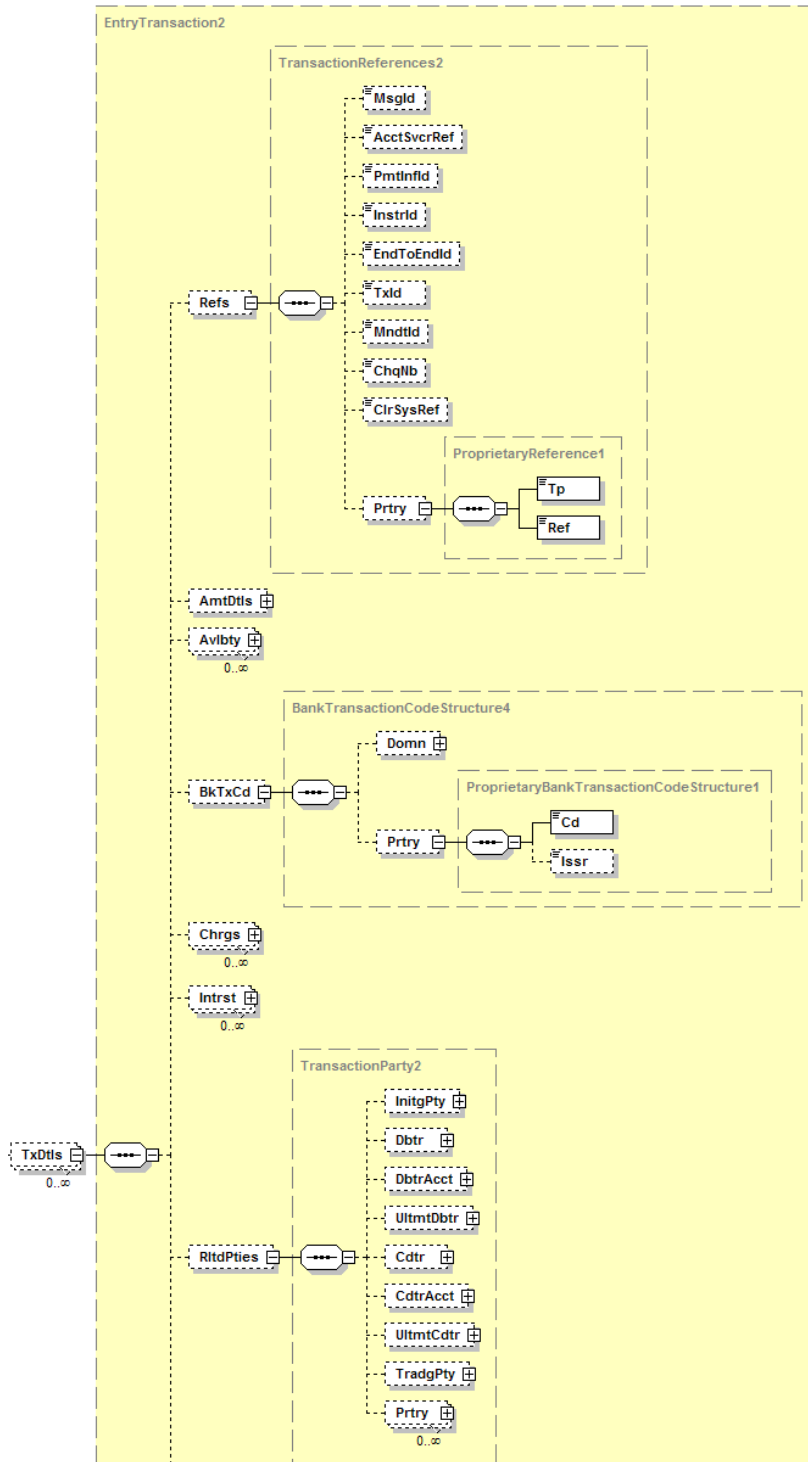 EntryTransaction2
TransactionReferences2
MsgId
AcctSvcrRef
PmtInfId
InstrId
EndToEndId
Refs
TxId
MndtId
ChqNb
ClrSysRef
ProprietaryReference1
Tp
Prtry
Ref
AmtDtls
Avlbty
0..∞
BankTransactionCodeStructure4
Domn
ProprietaryBankTransactionCodeStructure1
BkTxCd
Cd
Prtry
Issr
Chrgs
0..∞
Intrst
0..∞
TransactionParty2
InitgPty
Dbtr
TxDtls
0..∞
DbtrAcct
UltmtDbtr
RltdPties
Cdtr
CdtrAcct
UltmtCdtr
TradgPty
Prtry
0..∞